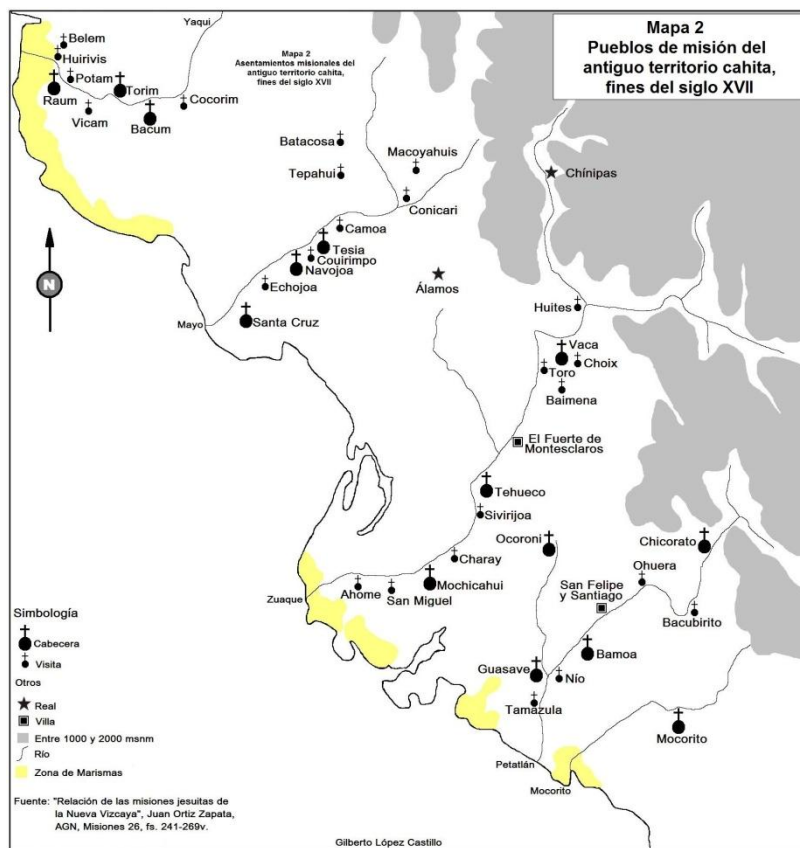 Mapa 2
Pueblos de misión del
antiguo territorio cahita,
fines del siglo XVII
Mapa 2
Asentamientos misionales del
antiguo territorio cahita,
fines del siglo XVII
Yaqui
Belem
Huirivis
Potam
Torim
Raum
Cocorim
Vicam
Bacum
Batacosa
Macoyahuis
Tepahui
Chínipas
Conicari
Camoa
Tesia
Couirimpo
Navojoa
Echojoa
Álamos
N
Mayo
Santa Cruz
Huites
Vaca
Choix
Toro
Baimena
El Fuerte de
Montesclaros
Tehueco
Sivirijoa
Ocoroni
Chicorato
Charay
Mochicahui
Ahome
San Miguel
Zuaque
Ohuera
San Felipe
y Santiago
Bacubirito
Bamoa
Guasave
Nío
Tamazula
Mocorito
Petatlán
Mocorito
Simbología
Cabecera
Visita
Otros
Real
Villa
Entre 1000 y 2000 msnm
Río
Zona de Marismas
Fuente: "Relación de las misiones jesuitas de
la Nueva Vizcaya", Juan Ortiz Zapata,
AGN, Misiones 26, fs. 241-269v.
Gilberto López Castillo